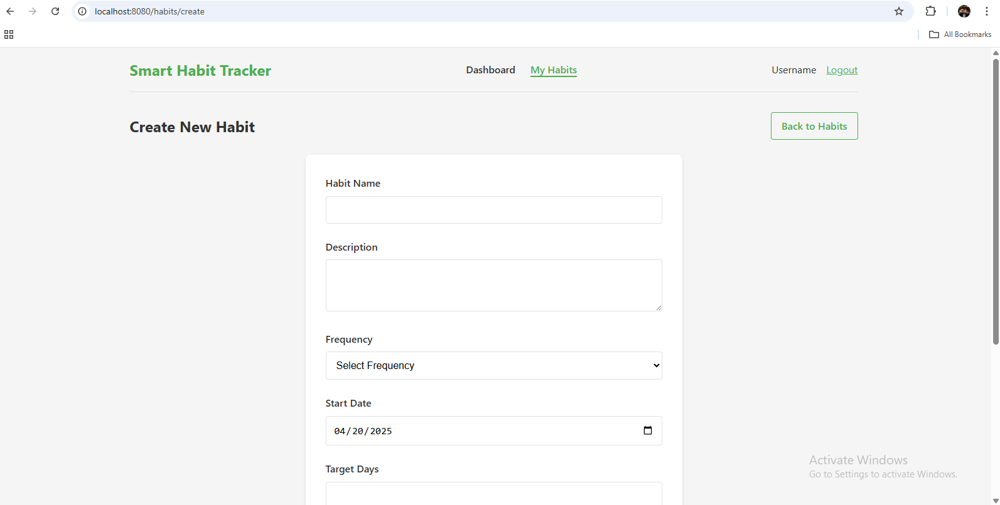 localhost:8080/habits/create
All Bookmarks
Smart Habit Tracker
Dashboard
My Habits
Username
Logout
Create New Habit
Back to Habits
Habit Name
Description
Frequency
Select Frequency
Start Date
04/20/2025
Target Days
Activate Windows
Go to Settings to activate Windows.